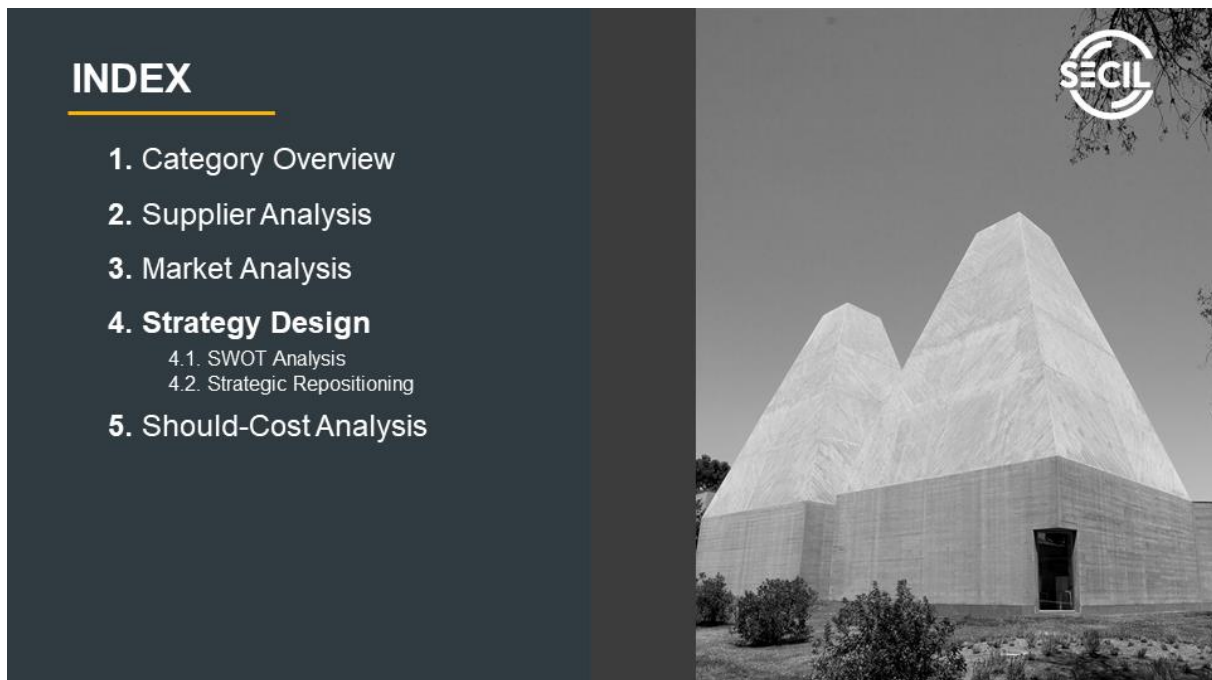 INDEX
1. Category Overview
2. Supplier Analysis
3. Market Analysis
4. Strategy Design
4.1. SWOT Analysis
4.2. Strategic Repositioning
5. Should-Cost Analysis
SECIL